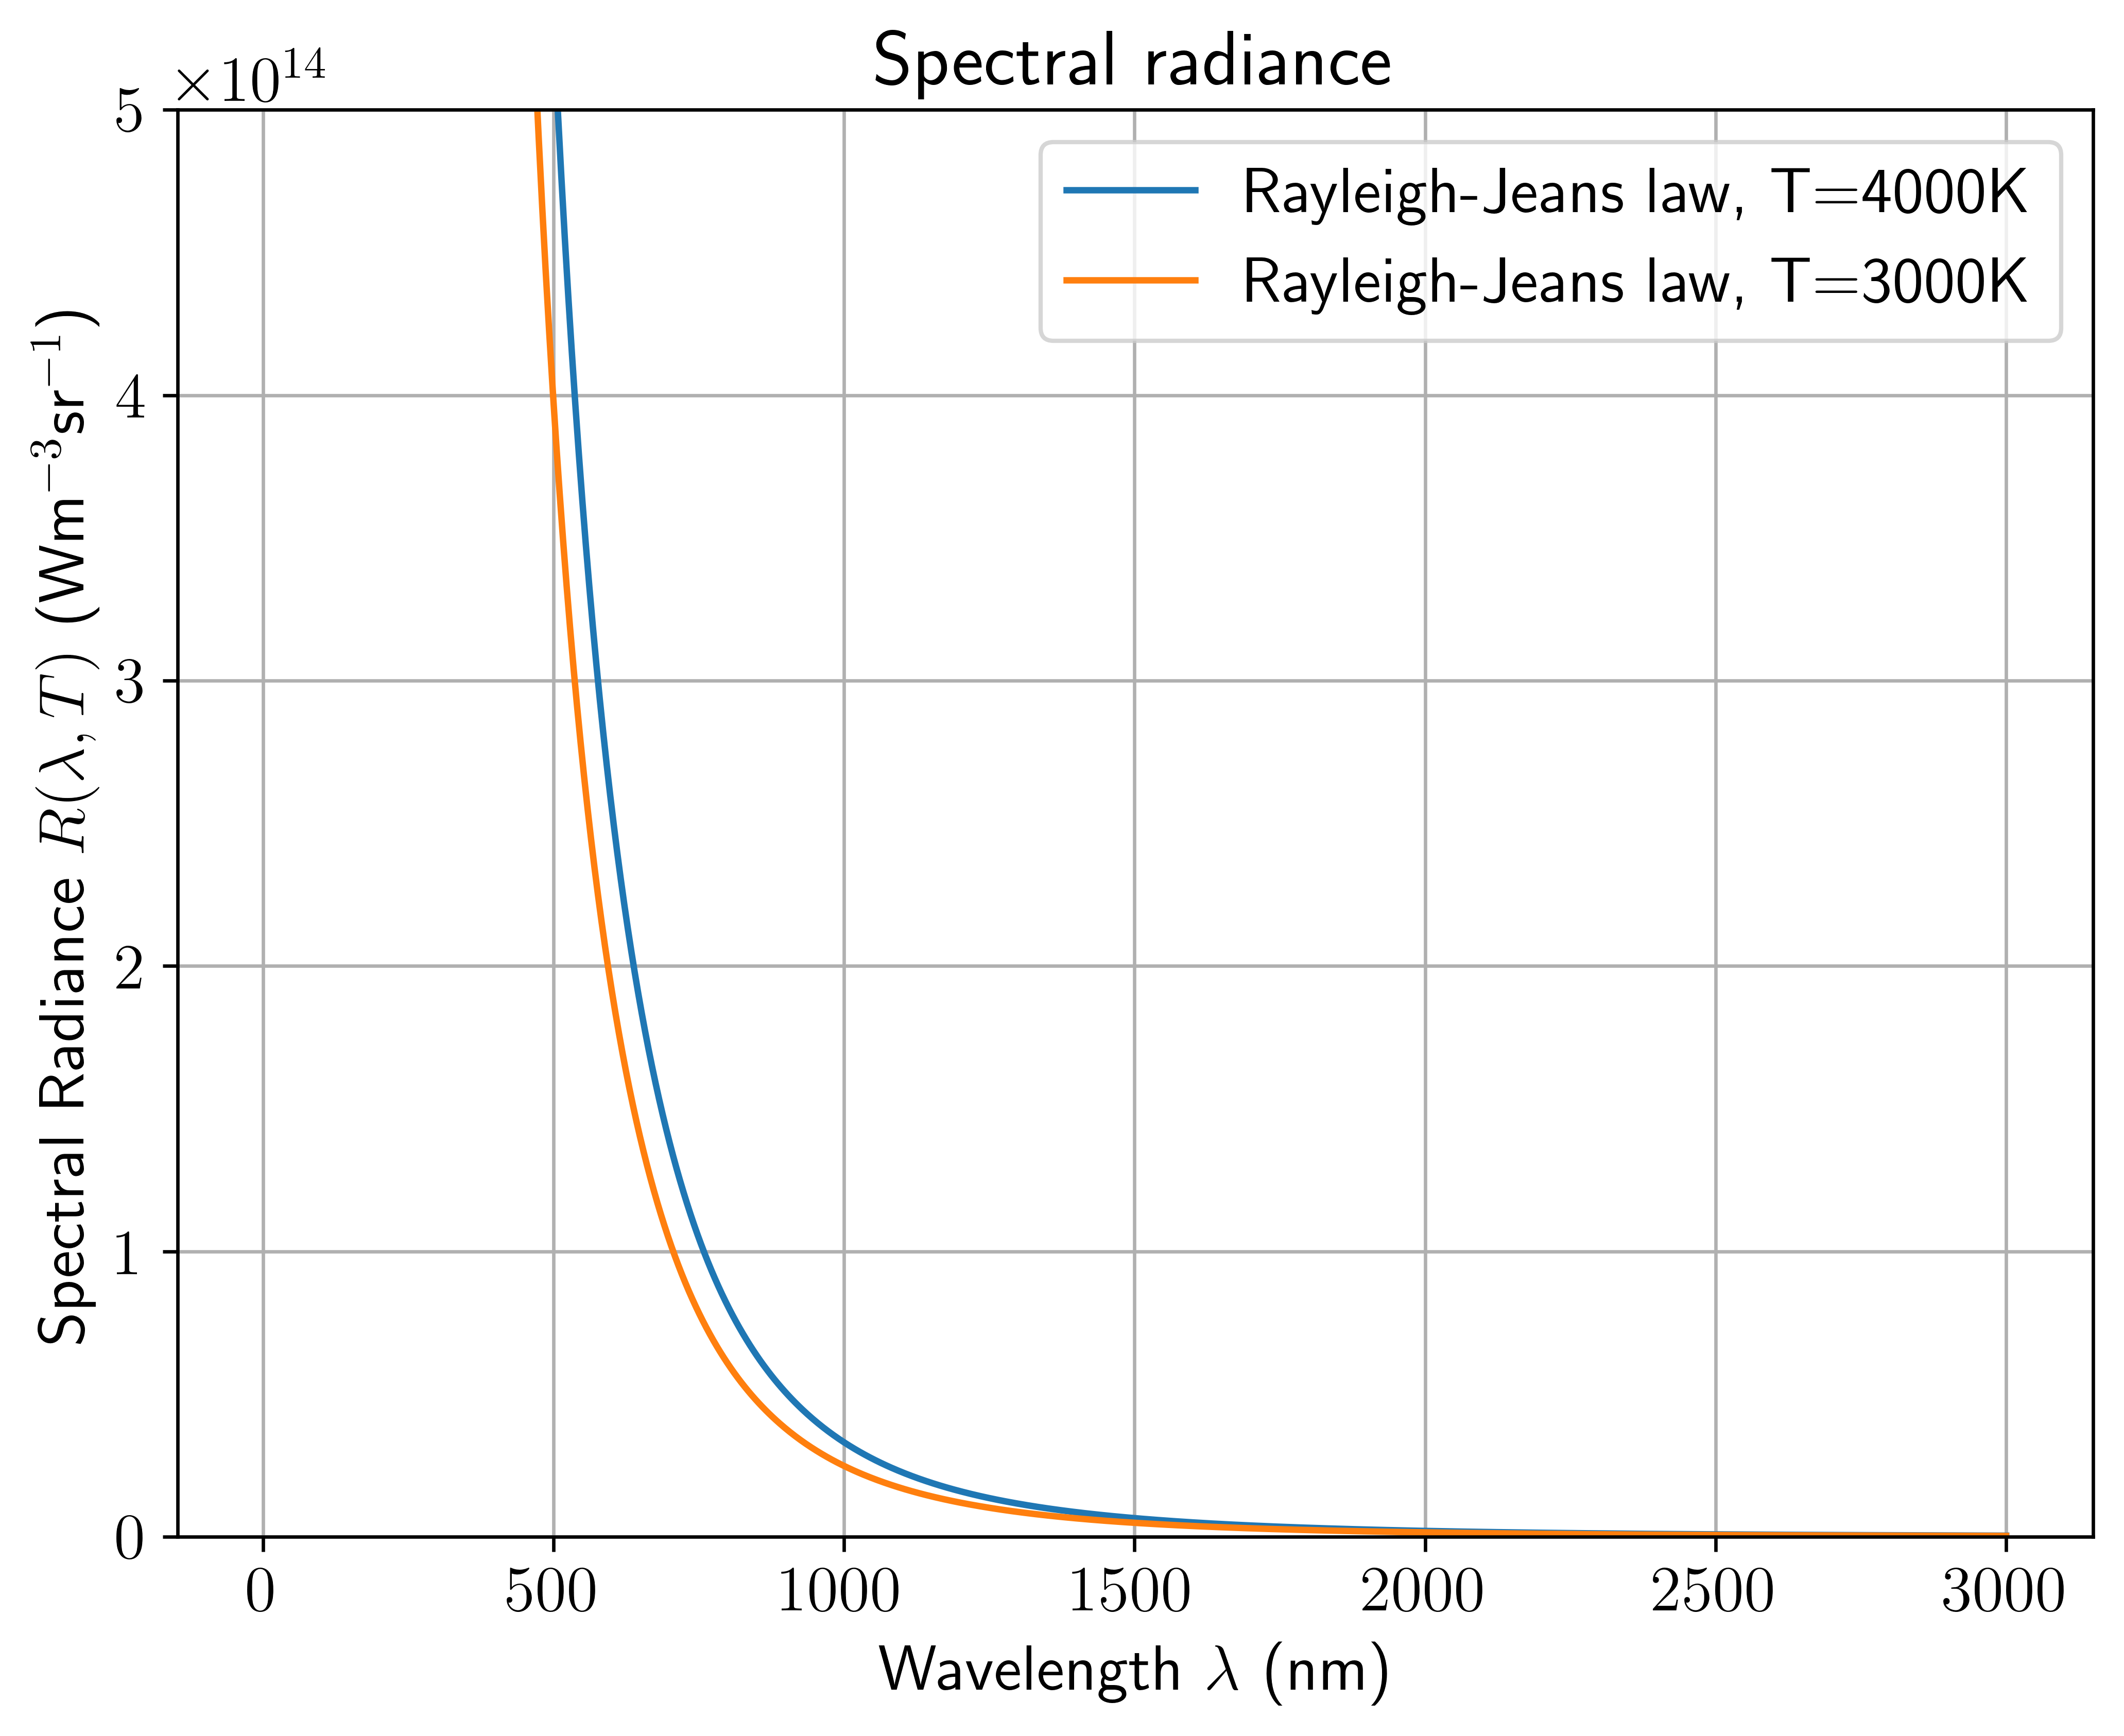 Spectral radiance
×10^14
5
4
3
2
1
0
Spectral Radiance R(λ, T) (Wm⁻³sr⁻¹)
Rayleigh-Jeans law, T=4000K
Rayleigh-Jeans law, T=3000K
0 500 1000 1500 2000 2500 3000
Wavelength λ (nm)